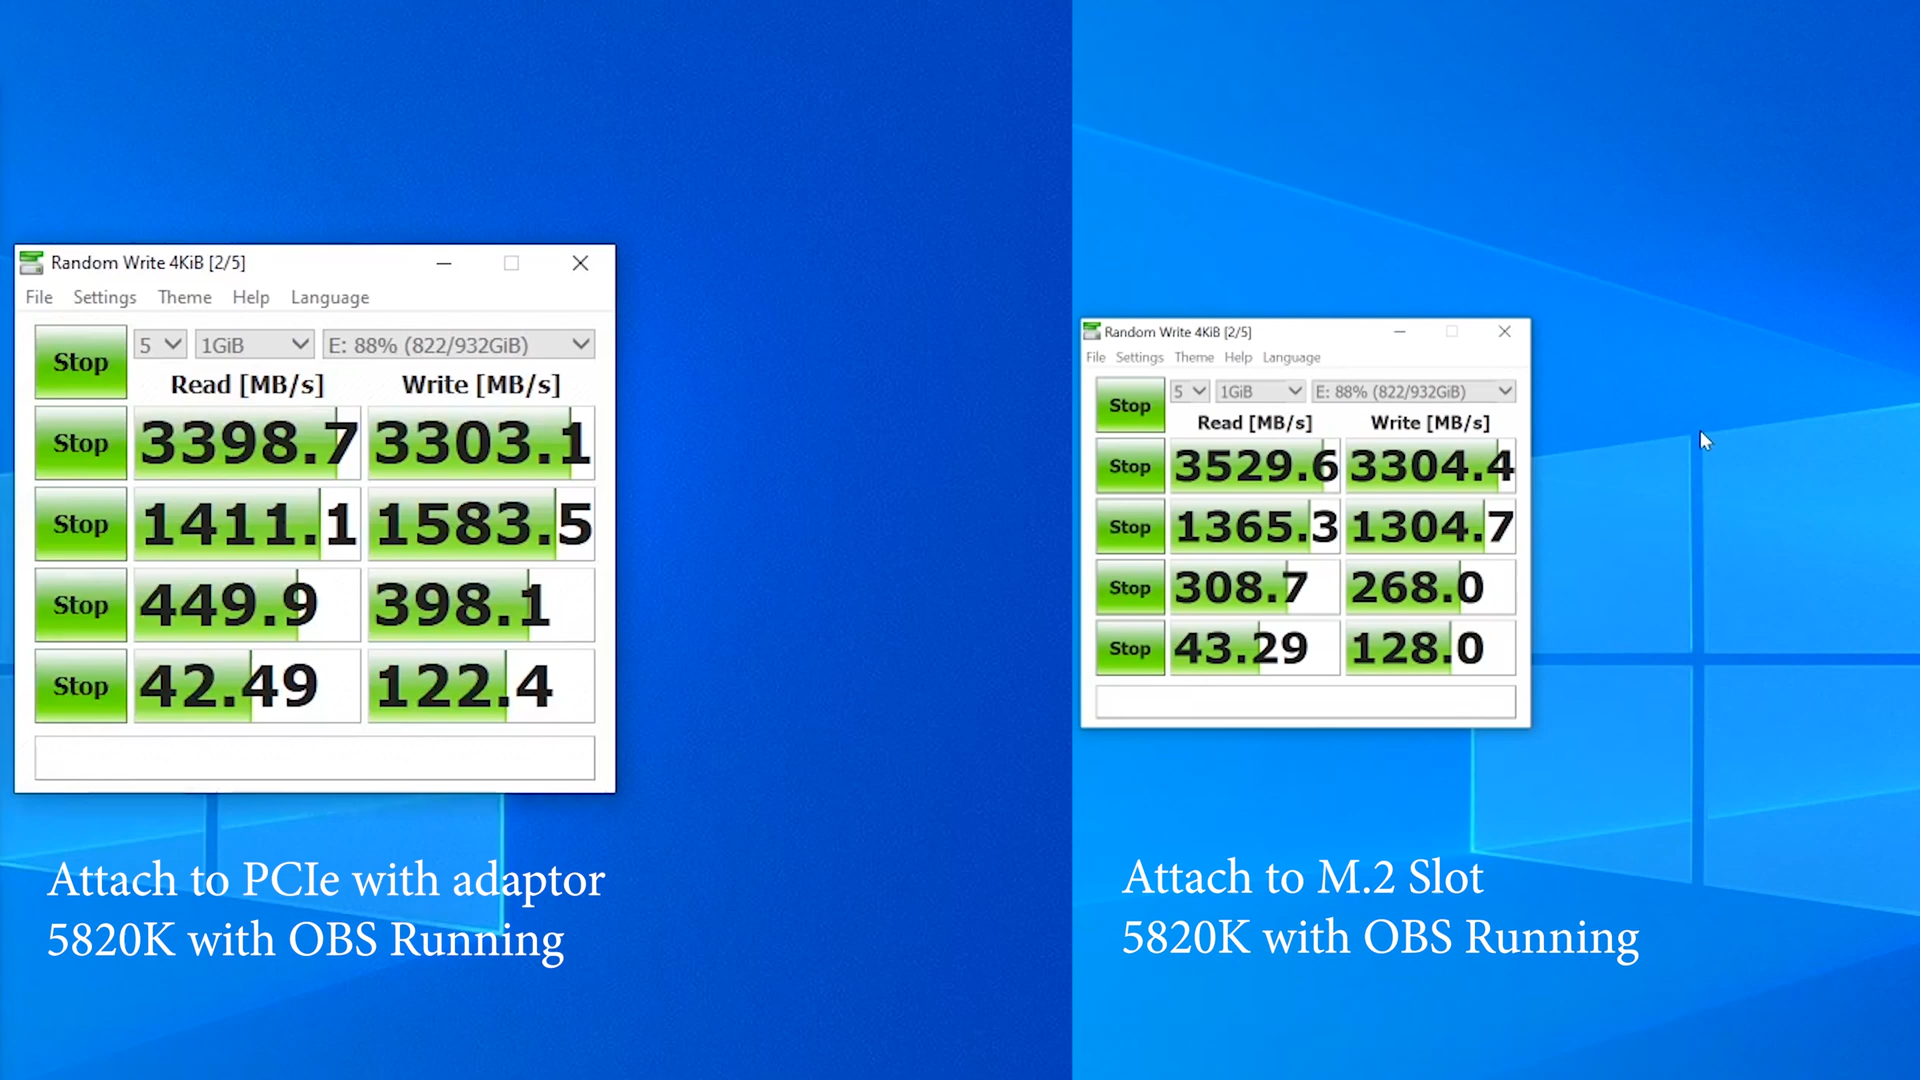 Random Write 4KiB [2/5]
File Settings Theme Help Language
Stop 5 1GiB E: 88% (822/932GiB)
Read [MB/s] Write [MB/s]
Stop 3398.7 3303.1
Stop 1411.1 1583.5
Stop 449.9 398.1
Stop 42.49 122.4
Attach to PCIe with adaptor
5820K with OBS Running
Random Write 4KiB [2/5]
File Settings Theme Help Language
Stop 5 1GiB E: 88% (822/932GiB)
Read [MB/s] Write [MB/s]
Stop 3529.6 3304.4
Stop 1365.3 1304.7
Stop 308.7 268.0
Stop 43.29 128.0
Attach to M.2 Slot
5820K with OBS Running